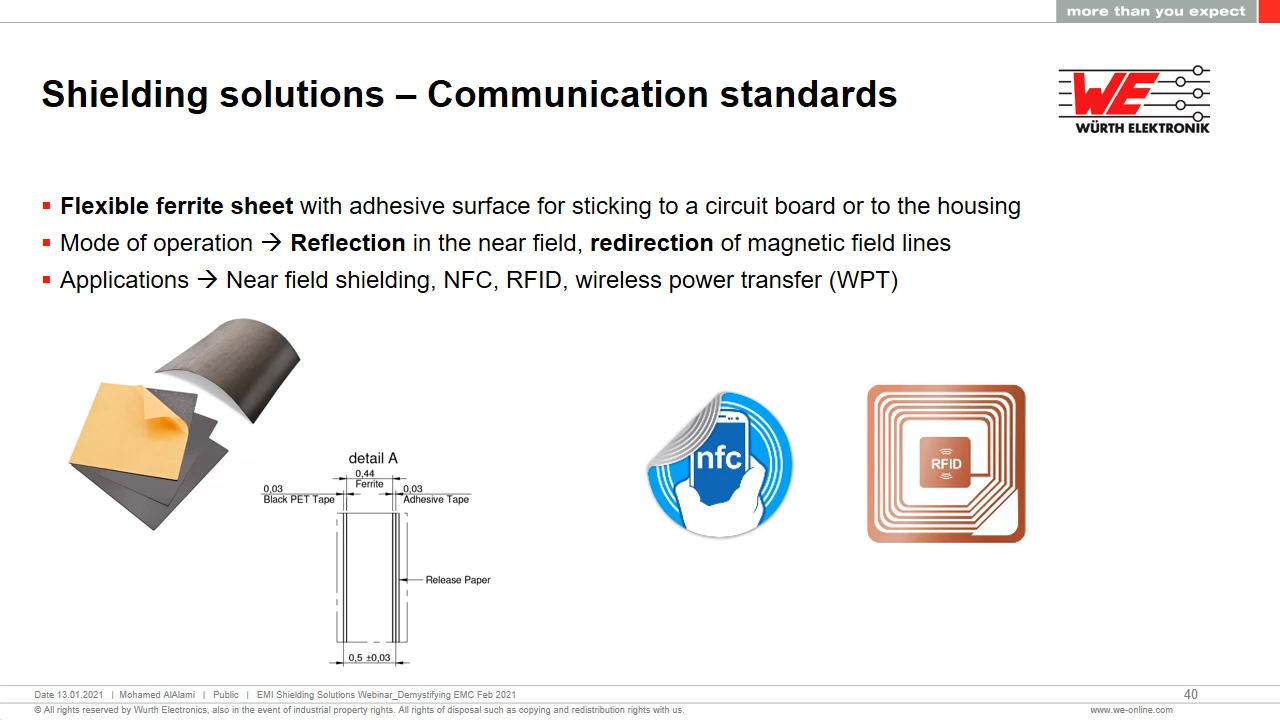 more than you expect
Shielding solutions – Communication standards
WE
WÜRTH ELEKTRONIK
Flexible ferrite sheet with adhesive surface for sticking to a circuit board or to the housing
Mode of operation → Reflection in the near field, redirection of magnetic field lines
Applications → Near field shielding, NFC, RFID, wireless power transfer (WPT)
detail A
0,44
Ferrite
0,03
Black PET Tape
0,03
Adhesive Tape
Release Paper
0,5 ±0,03
nfc
RFID
Date 13.01.2021 | Mohamed AlAlami | Public | EMI Shielding Solutions Webinar_Demystifying EMC Feb 2021
40
© All rights reserved by Wurth Electronics, also in the event of industrial property rights. All rights of disposal such as copying and redistribution rights with us.
www.we-online.com